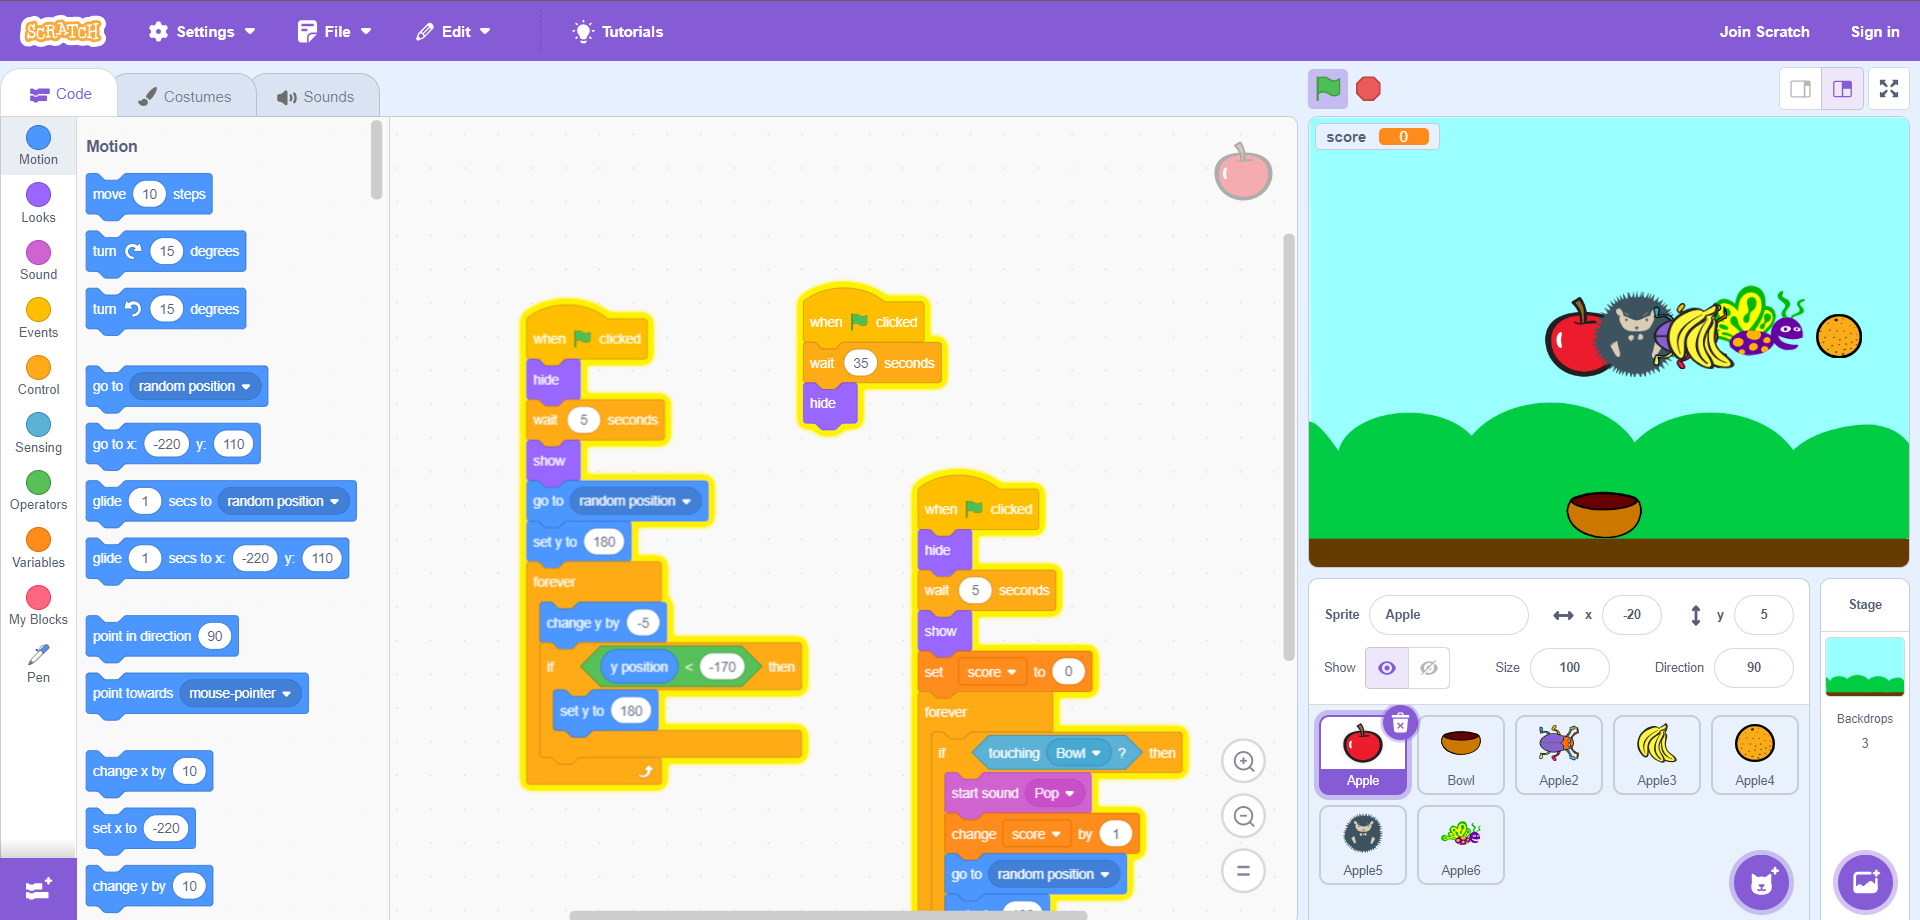 SCRATCH
Settings
File
Edit
Tutorials
Join Scratch
Sign in
Code
Costumes
Sounds
Motion
Looks
Sound
Events
Control
Sensing
Operators
Variables
My Blocks
Pen
Motion
move 10 steps
turn 15 degrees
turn 15 degrees
go to random position
go to x: -220 y: 110
glide 1 secs to random position
glide 1 secs to x: -220 y: 110
point in direction 90
point towards mouse-pointer
change x by 10
set x to -220
change y by 10
when clicked
hide
wait 5 seconds
show
go to random position
set y to 180
forever
change y by -5
if y position < -170 then
set y to 180
when clicked
wait 35 seconds
hide
when clicked
hide
wait 5 seconds
show
set score to 0
forever
if touching Bowl ? then
start sound Pop
change score by 1
go to random position
score 0
Sprite Apple x -20 y 5
Show Size 100 Direction 90
Apple
Bowl
Apple2
Apple3
Apple4
Apple5
Apple6
Stage
Backdrops
3